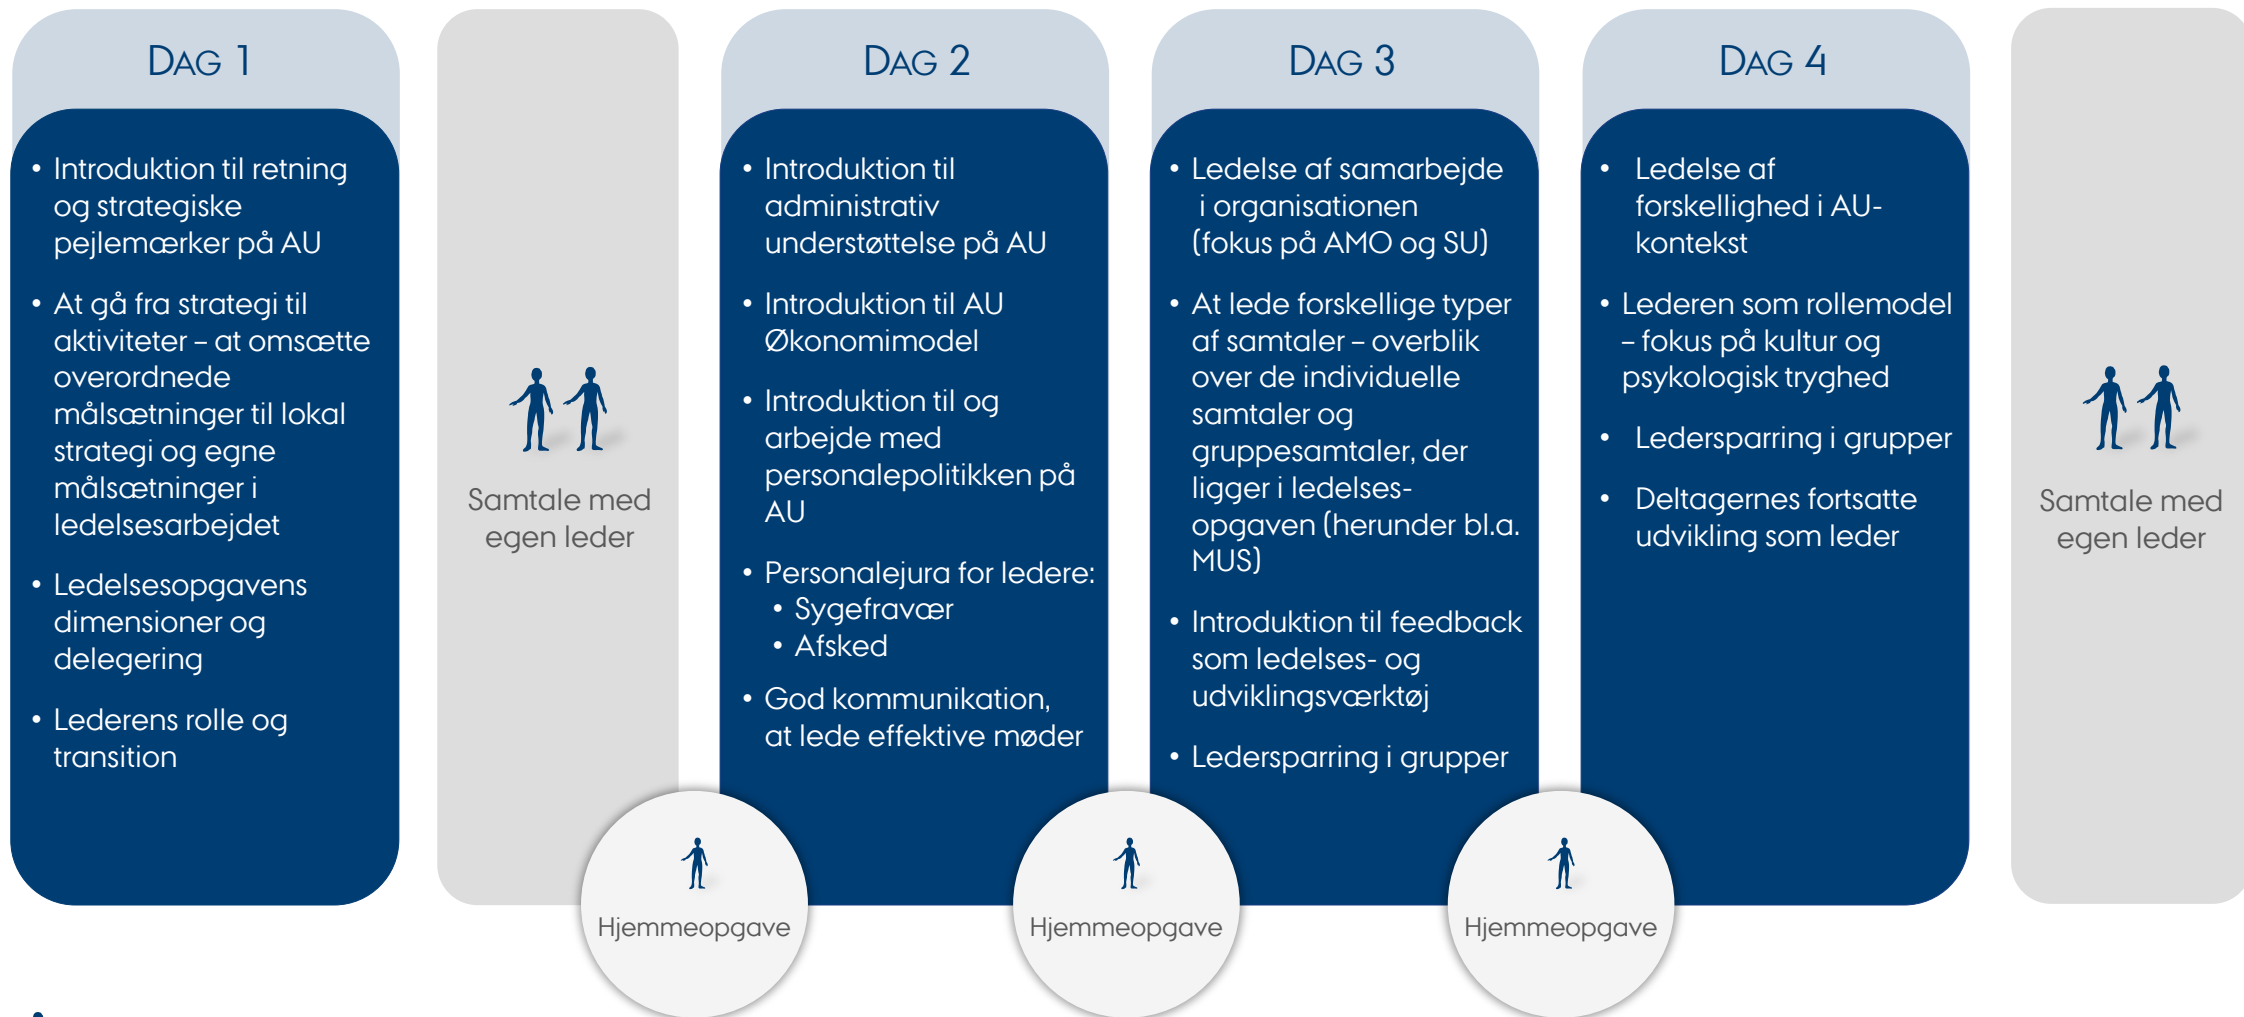 DAG 1
• Introduktion til retning
og strategiske
pejlemærker på AU
• At gå fra strategi til
aktiviteter – at omsætte
overordnede
målsætninger til lokal
strategi og egne
målsætninger i
ledelsesarbejdet
• Ledelsesopgavens
dimensioner og
delegering
• Lederens rolle og
transition
Samtale med
egen leder
Hjemmeopgave
DAG 2
• Introduktion til
administrativ
understøttelse på AU
• Introduktion til AU
Økonomimodel
• Introduktion til og
arbejde med
personalepolitikken på
AU
• Personalejura for ledere:
• Sygefravær
• Afsked
• God kommunikation,
at lede effektive møder
Hjemmeopgave
DAG 3
• Ledelse af samarbejde
i organisationen
(fokus på AMO og SU)
• At lede forskellige typer
af samtaler – overblik
over de individuelle
samtaler og
gruppesamtaler, der
ligger i ledelses-
opgaven (herunder bl.a.
MUS)
• Introduktion til feedback
som ledelses- og
udviklingsværktøj
• Ledersparring i grupper
Hjemmeopgave
DAG 4
• Ledelse af
forskellighed i AU-
kontekst
• Lederen som rollemodel
– fokus på kultur og
psykologisk tryghed
• Ledersparring i grupper
• Deltagernes fortsatte
udvikling som leder
Samtale med
egen leder